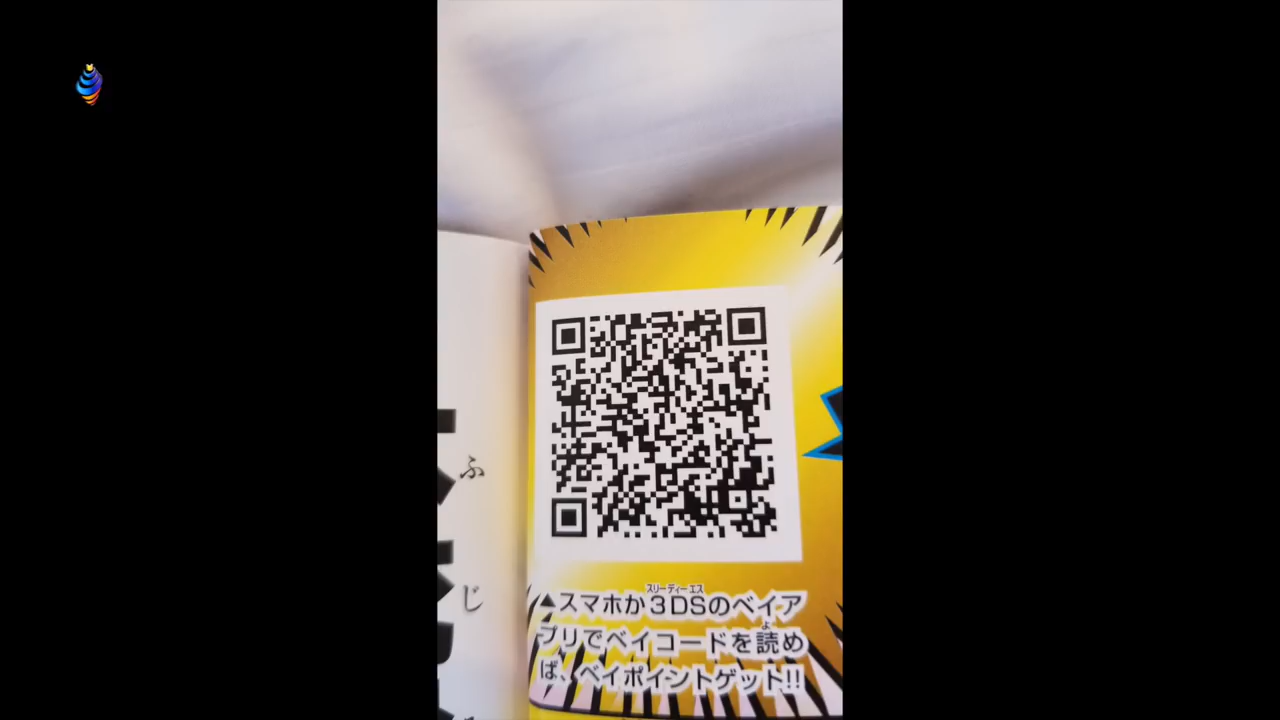 スリーディーエス
▲スマホか3DSのベイア
よ
プリでベイコードを読め
ば、ベイポイントゲット!!
ふ
じ